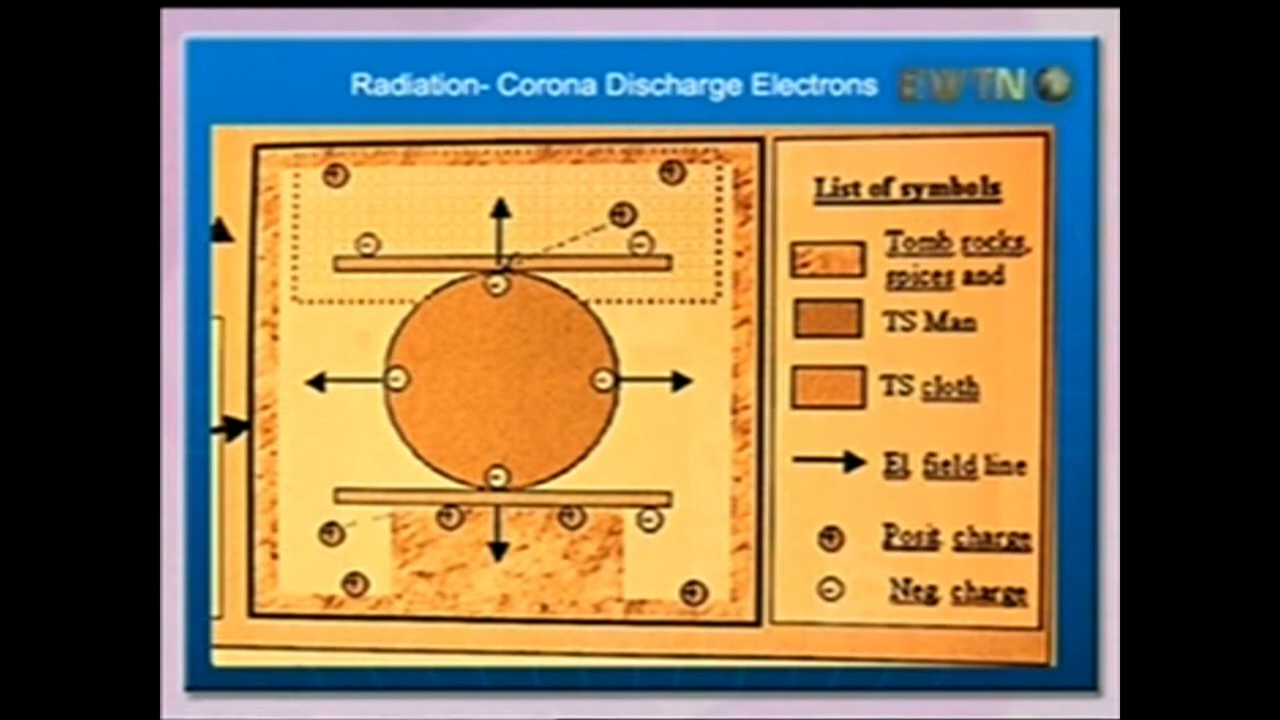 Radiation- Corona Discharge Electrons
EWTN
List of symbols
Tomb rocks,
spices and
TS Man
TS cloth
El. field line
Posit. charge
Neg. charge